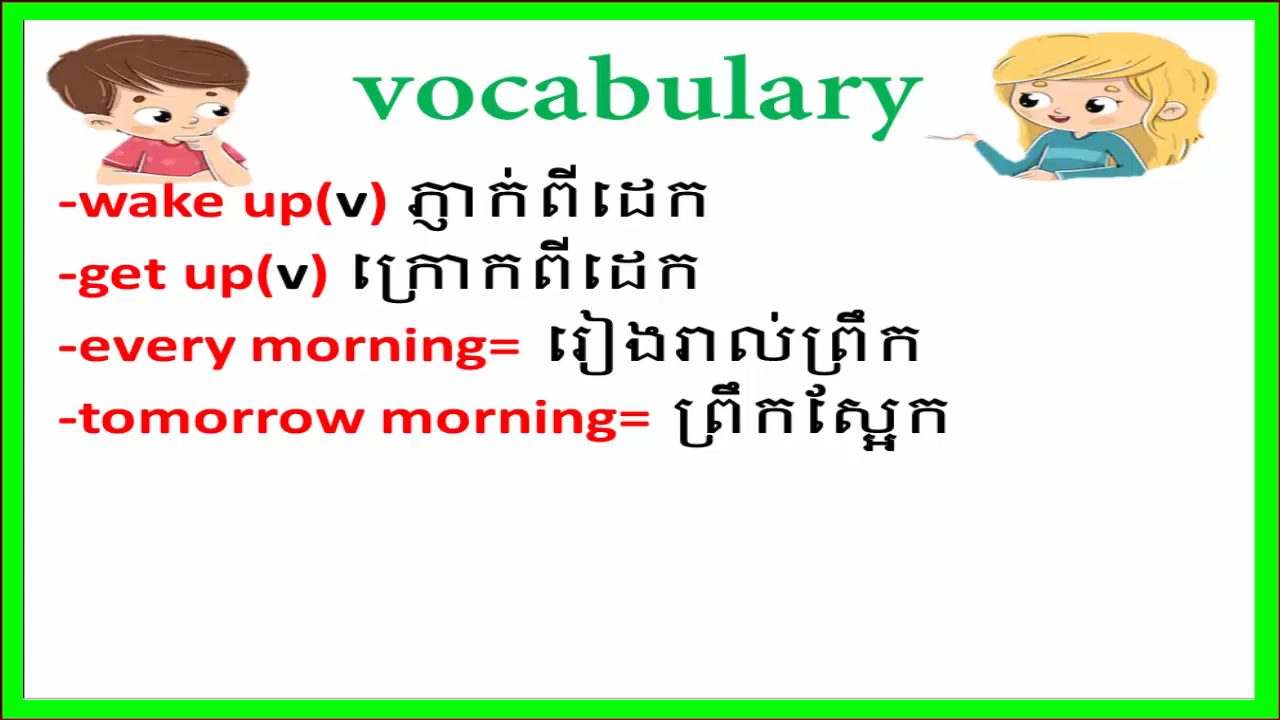 vocabulary
-wake up(v) ភ្ញាក់ពីដេក
-get up(v) ក្រោកពីដេក
-every morning= រៀងរាល់ព្រឹក
-tomorrow morning= ព្រឹកស្អែក